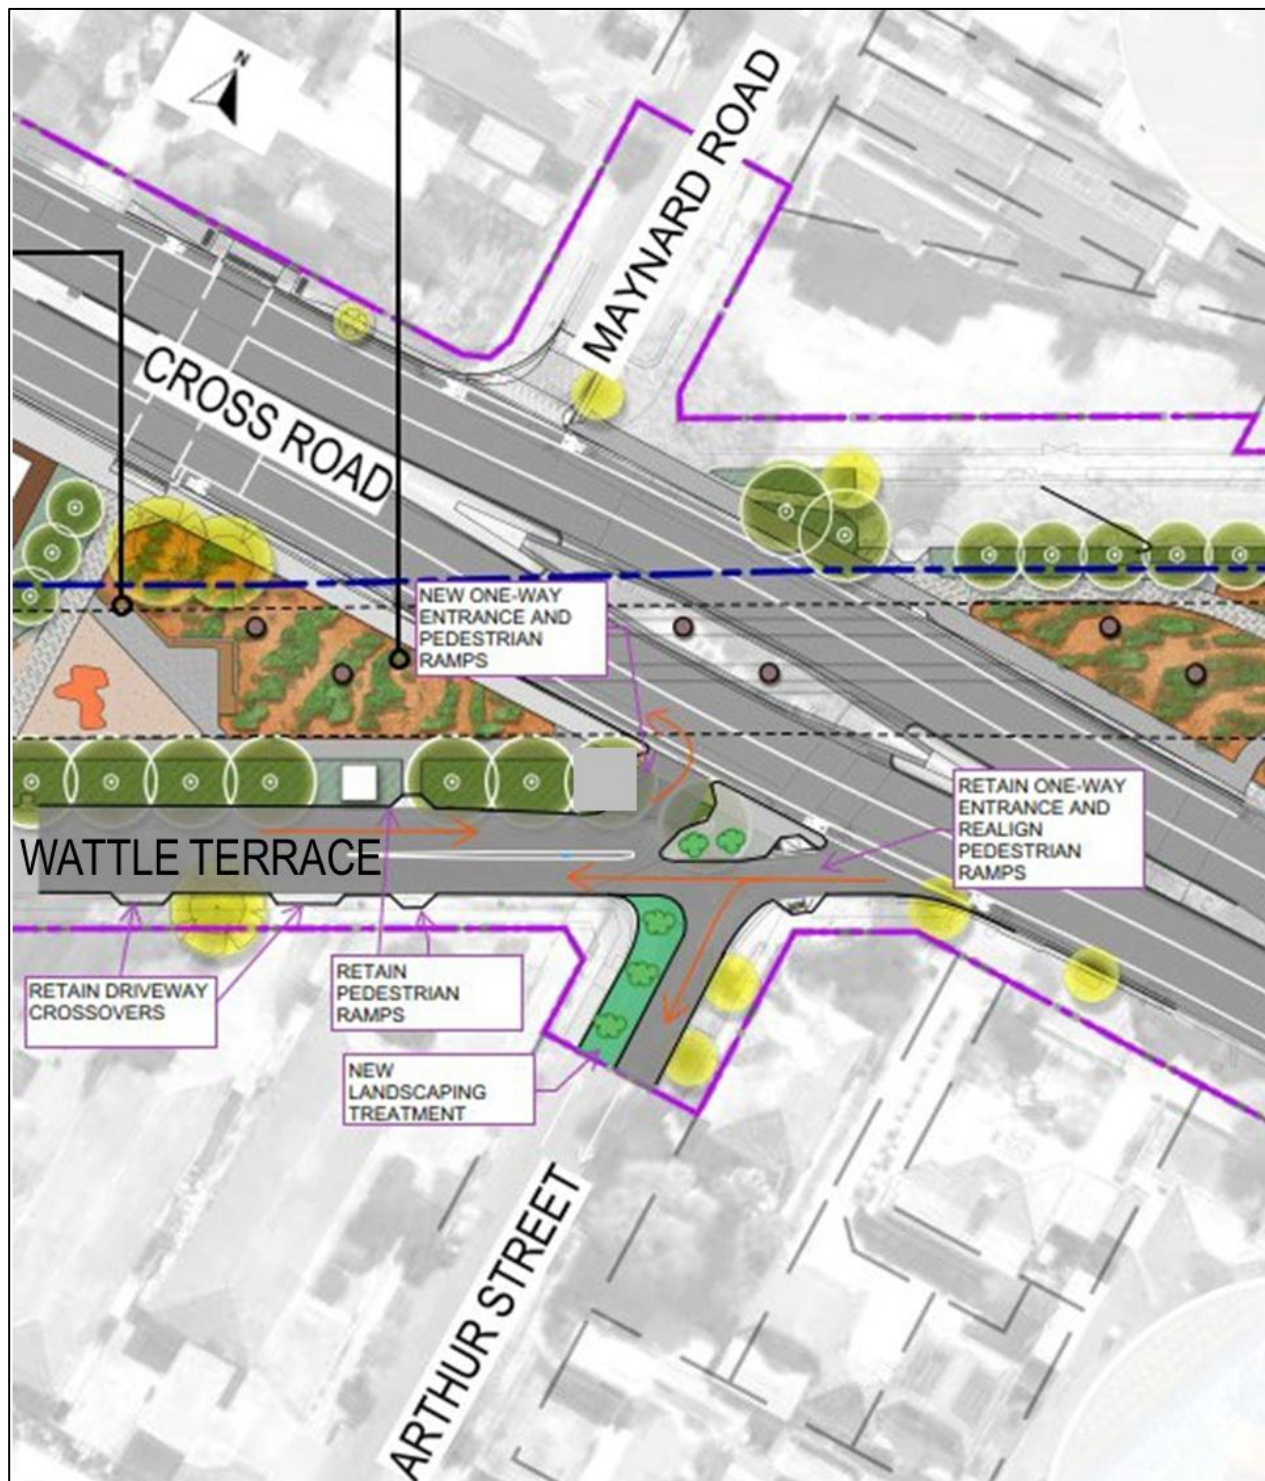 N
MAYNARD ROAD
CROSS ROAD
NEW ONE-WAY
ENTRANCE AND
PEDESTRIAN
RAMPS
RETAIN ONE-WAY
ENTRANCE AND
REALIGN
PEDESTRIAN
RAMPS
WATTLE TERRACE
RETAIN DRIVEWAY
CROSSOVERS
RETAIN
PEDESTRIAN
RAMPS
NEW
LANDSCAPING
TREATMENT
ARTHUR STREET